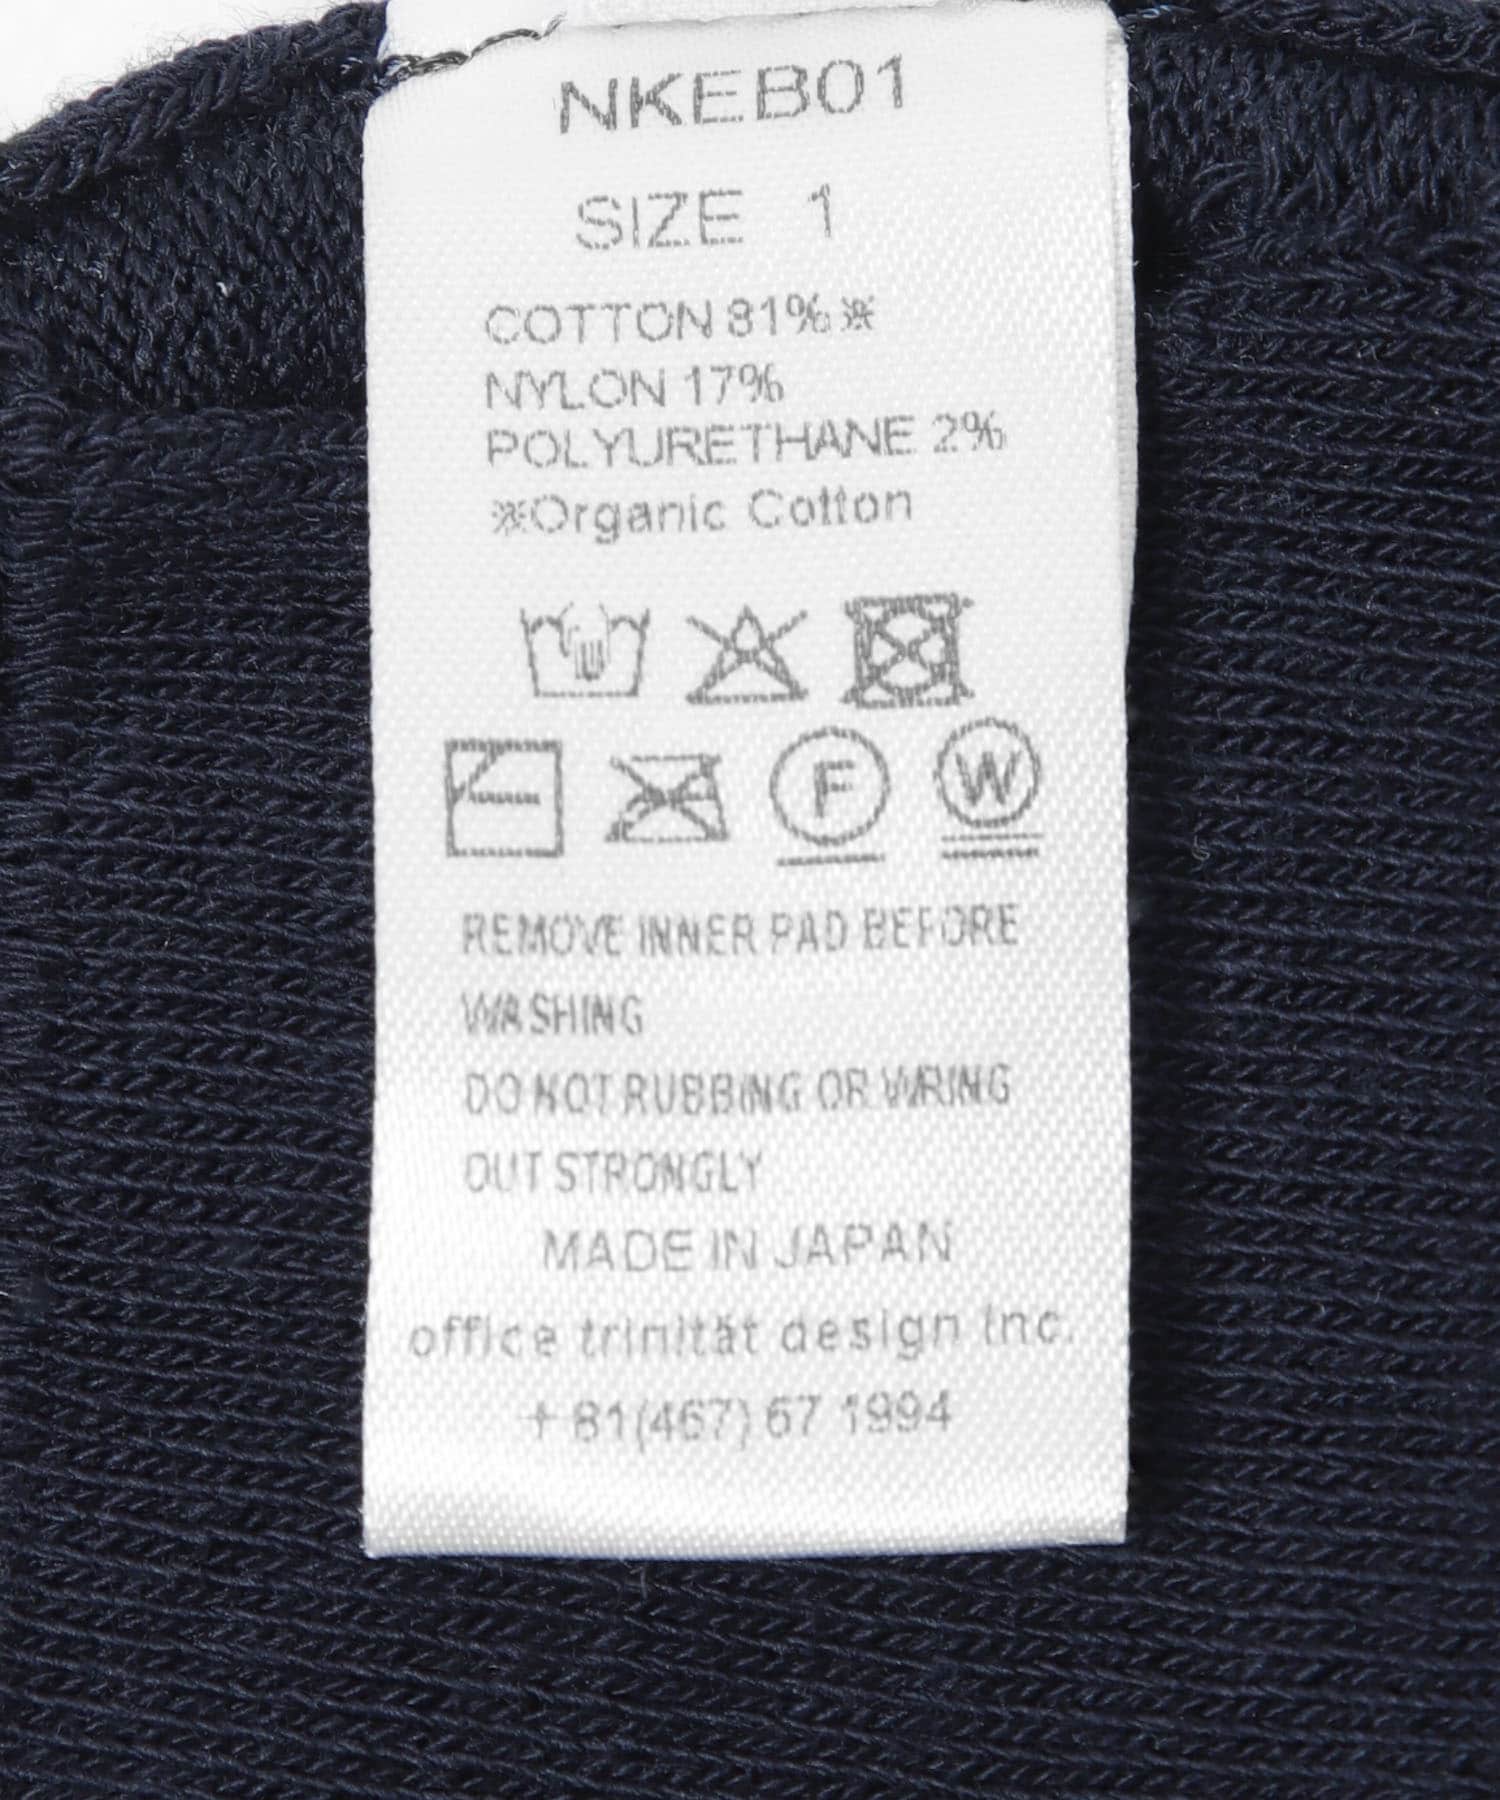 NKEB01
SIZE 1
COTTON 81%※
NYLON 17%
POLYURETHANE 2%
※Organic Cotton
F W
REMOVE INNER PAD BEFORE
WASHING
DO NOT RUBBING OR WRING
OUT STRONGLY
MADE IN JAPAN
office trinität design inc.
+81(467) 67 1994